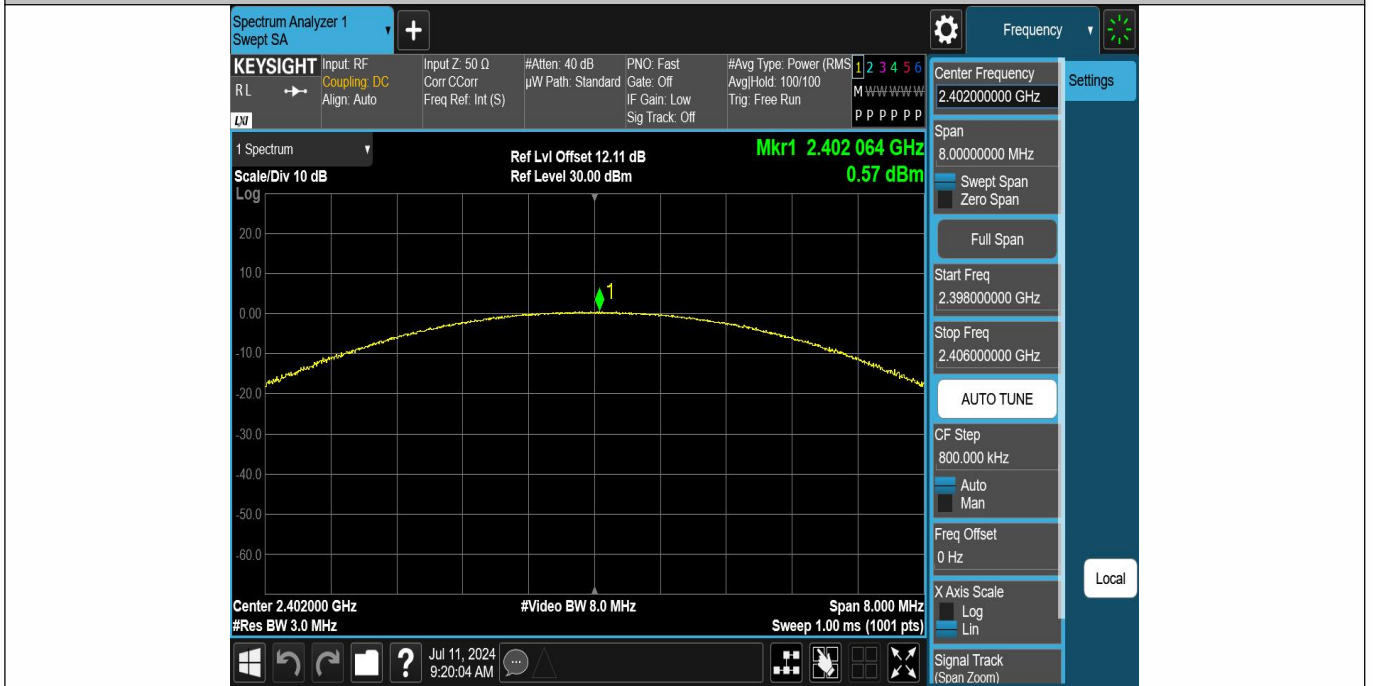 Spectrum Analyzer 1
Swept SA
+
Frequency
KEYSIGHT
RL
LXI
Input: RF
Coupling: DC
Align: Auto
Input Z: 50 Ω
Corr CCorr
Freq Ref: Int (S)
#Atten: 40 dB
µW Path: Standard
PNO: Fast
Gate: Off
IF Gain: Low
Sig Track: Off
#Avg Type: Power (RMS
Avg|Hold: 100/100
Trig: Free Run
1 2 3 4 5 6
M W W W W W
P P P P P P
1 Spectrum
Scale/Div 10 dB
Ref Lvl Offset 12.11 dB
Ref Level 30.00 dBm
Mkr1 2.402 064 GHz
0.57 dBm
Log
20.0
10.0
0.00
-10.0
-20.0
-30.0
-40.0
-50.0
-60.0
1
Center 2.402000 GHz
#Res BW 3.0 MHz
#Video BW 8.0 MHz
Span 8.000 MHz
Sweep 1.00 ms (1001 pts)
?
Jul 11, 2024
9:20:04 AM
Center Frequency
2.402000000 GHz
Settings
Span
8.00000000 MHz
Swept Span
Zero Span
Full Span
Start Freq
2.398000000 GHz
Stop Freq
2.406000000 GHz
AUTO TUNE
CF Step
800.000 kHz
Auto
Man
Freq Offset
0 Hz
X Axis Scale
Log
Lin
Local
Signal Track
(Span Zoom)